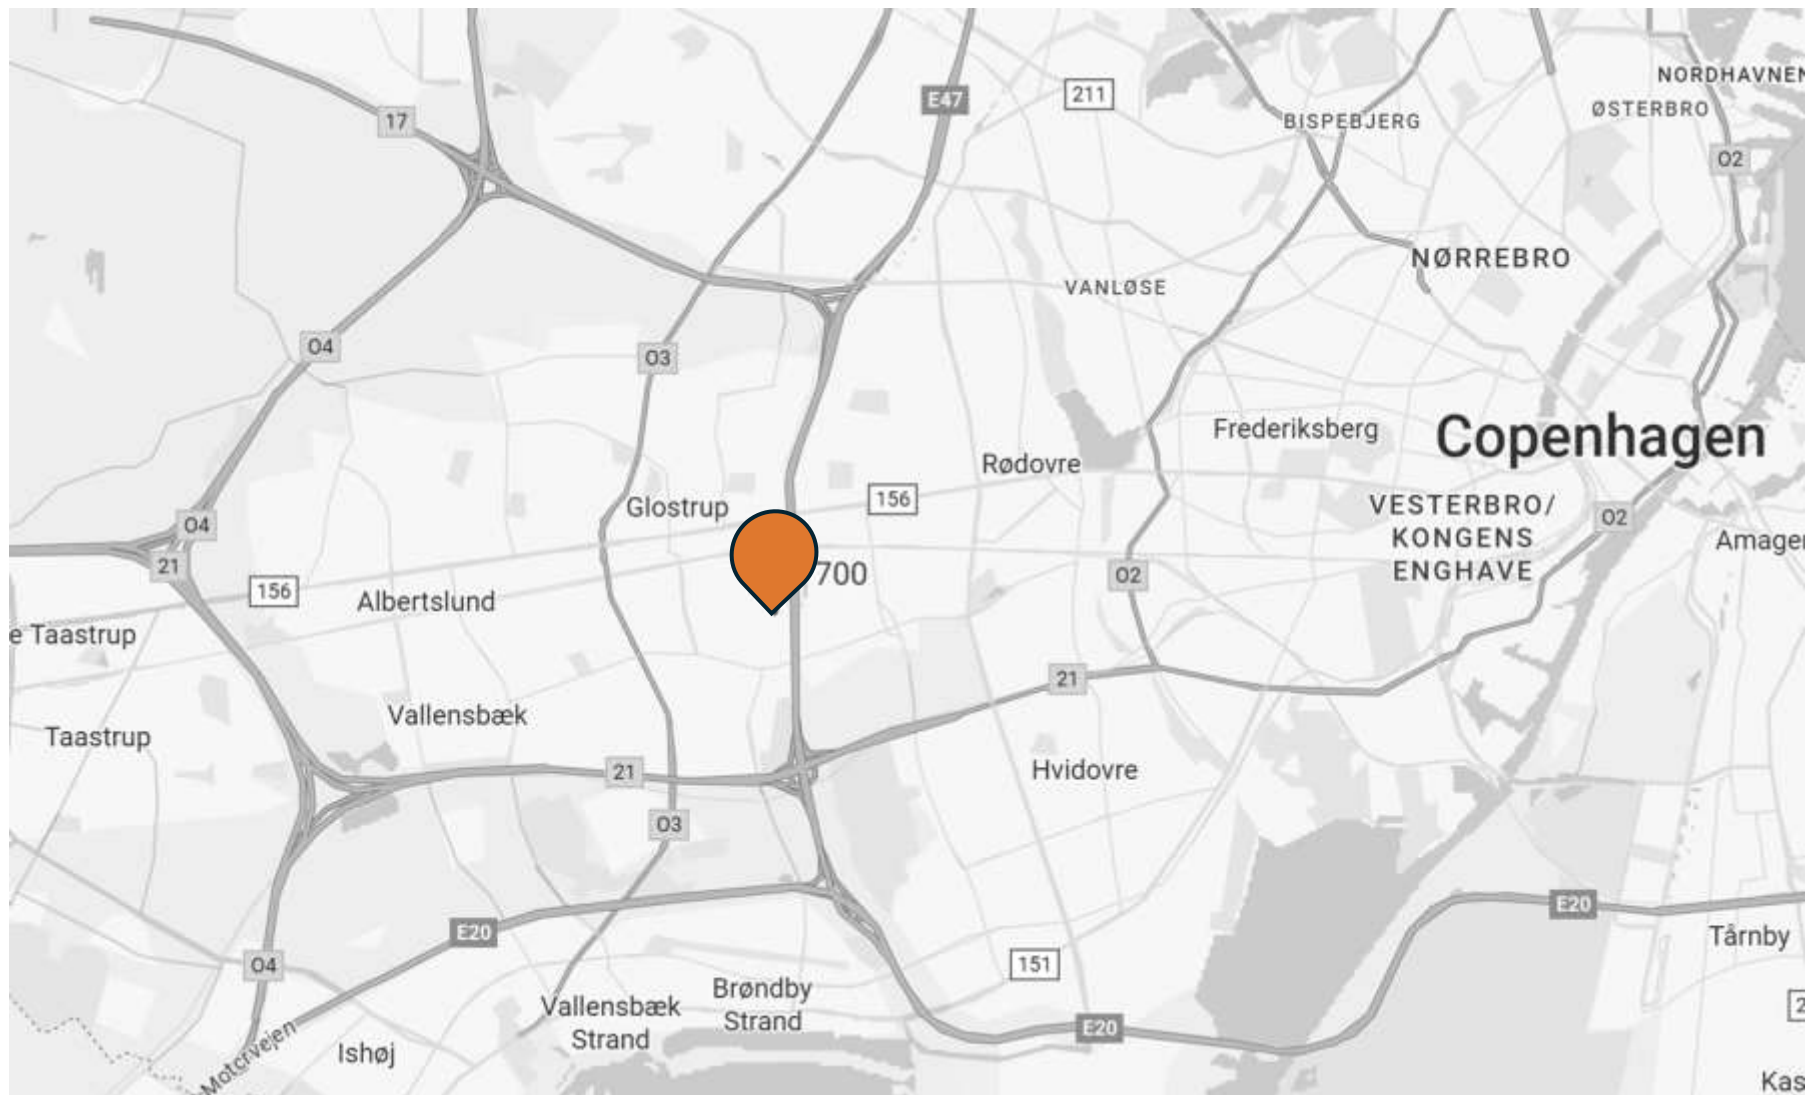 NORDHAVNEN
E47
211
ØSTERBRO
17
BISPEBJERG
O2
NØRREBRO
VANLØSE
O4
O3
Frederiksberg
Copenhagen
Rødovre
156
Glostrup
VESTERBRO/
KONGENS
ENGHAVE
O2
O4
Amager
21
700
O2
156
Albertslund
e Taastrup
21
Vallensbæk
Taastrup
21
Hvidovre
O3
E20
E20
Tårnby
O4
151
Vallensbæk
Strand
Brøndby
Strand
2
E20
Motorvejen
Ishøj
Kas